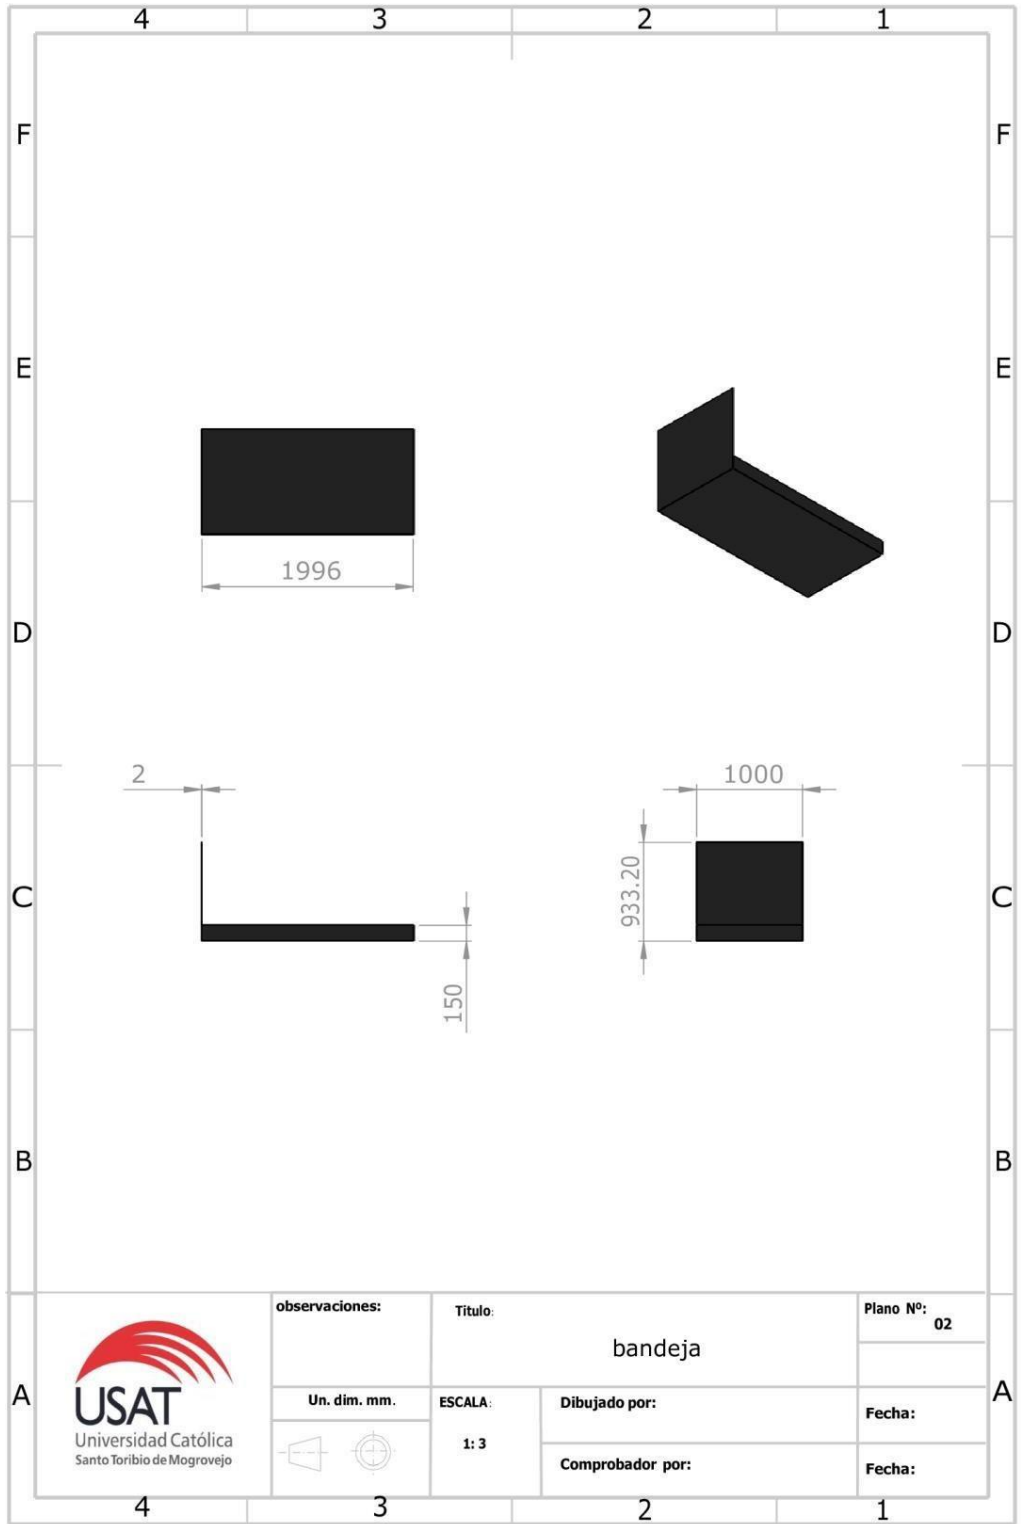 4 3 2 1
F F
E E
1996
D D
2 1000
933.20
C C
150
B B
observaciones: Titulo: Plano Nº:
02
bandeja
A A
USAT
Universidad Católica
Santo Toribio de Mogrovejo
Un. dim. mm. ESCALA: Dibujado por: Fecha:
1: 3
Comprobador por: Fecha:
4 3 2 1